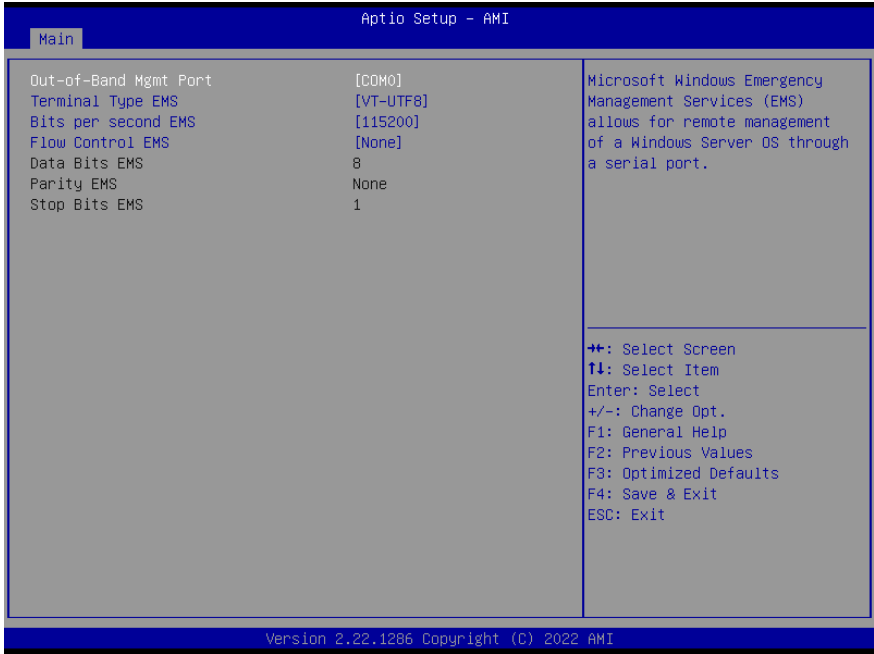 Aptio Setup – AMI
Main
Out-of-Band Mgmt Port [COM0]
Terminal Type EMS [VT-UTF8]
Bits per second EMS [115200]
Flow Control EMS [None]
Data Bits EMS 8
Parity EMS None
Stop Bits EMS 1
Microsoft Windows Emergency
Management Services (EMS)
allows for remote management
of a Windows Server OS through
a serial port.
→←: Select Screen
↑↓: Select Item
Enter: Select
+/-: Change Opt.
F1: General Help
F2: Previous Values
F3: Optimized Defaults
F4: Save & Exit
ESC: Exit
Version 2.22.1286 Copyright (C) 2022 AMI